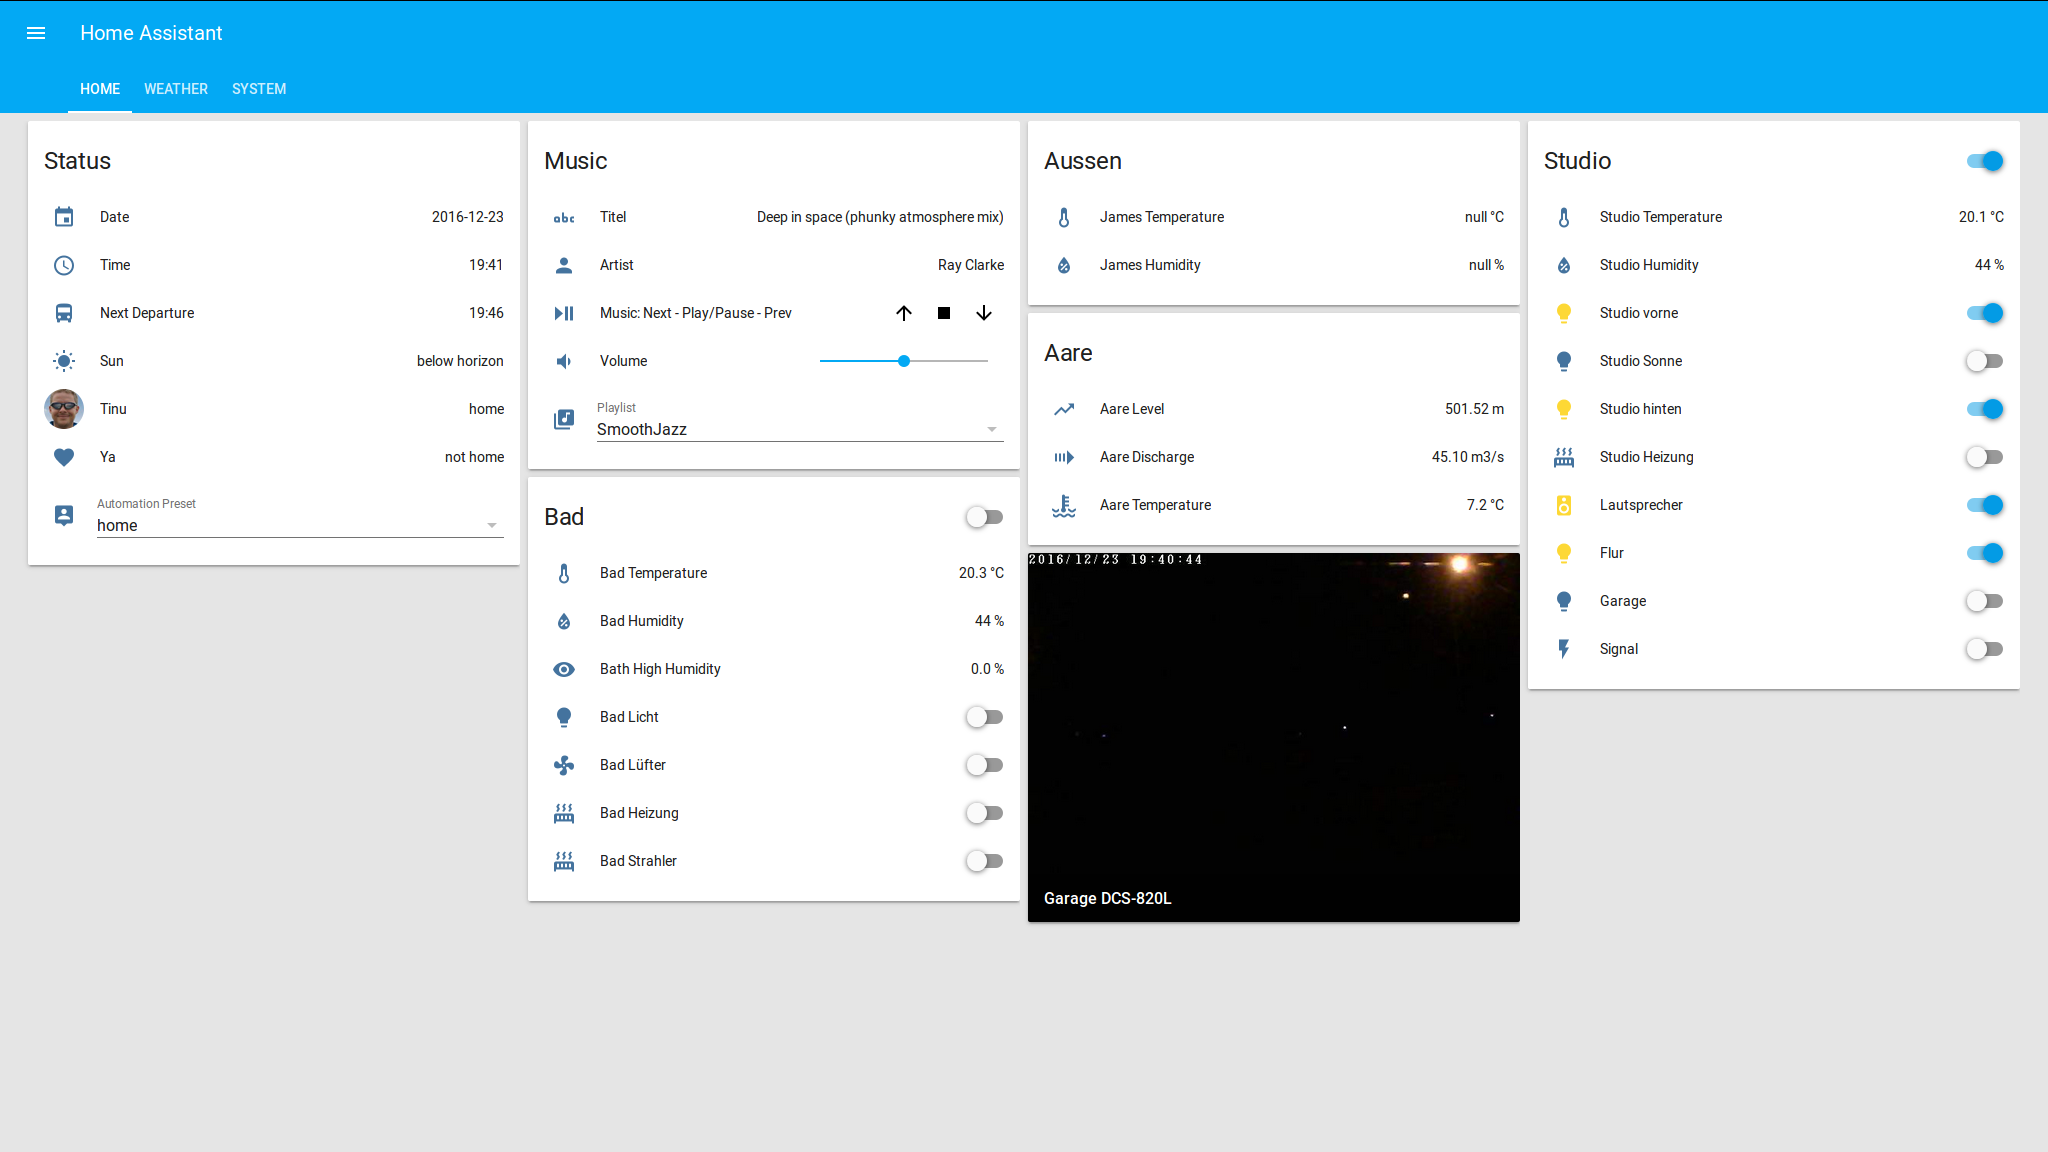 Home Assistant
HOME WEATHER SYSTEM
Status
Date 2016-12-23
Time 19:41
Next Departure 19:46
Sun below horizon
Tinu home
Ya not home
Automation Preset
home
Music
abc Titel Deep in space (phunky atmosphere mix)
Artist Ray Clarke
Music: Next - Play/Pause - Prev
Volume
Playlist
SmoothJazz
Bad
Bad Temperature 20.3 °C
Bad Humidity 44 %
Bath High Humidity 0.0 %
Bad Licht
Bad Lüfter
Bad Heizung
Bad Strahler
Aussen
James Temperature null °C
James Humidity null %
Aare
Aare Level 501.52 m
Aare Discharge 45.10 m3/s
Aare Temperature 7.2 °C
2016/12/23 19:40:44
Garage DCS-820L
Studio
Studio Temperature 20.1 °C
Studio Humidity 44 %
Studio vorne
Studio Sonne
Studio hinten
Studio Heizung
Lautsprecher
Flur
Garage
Signal